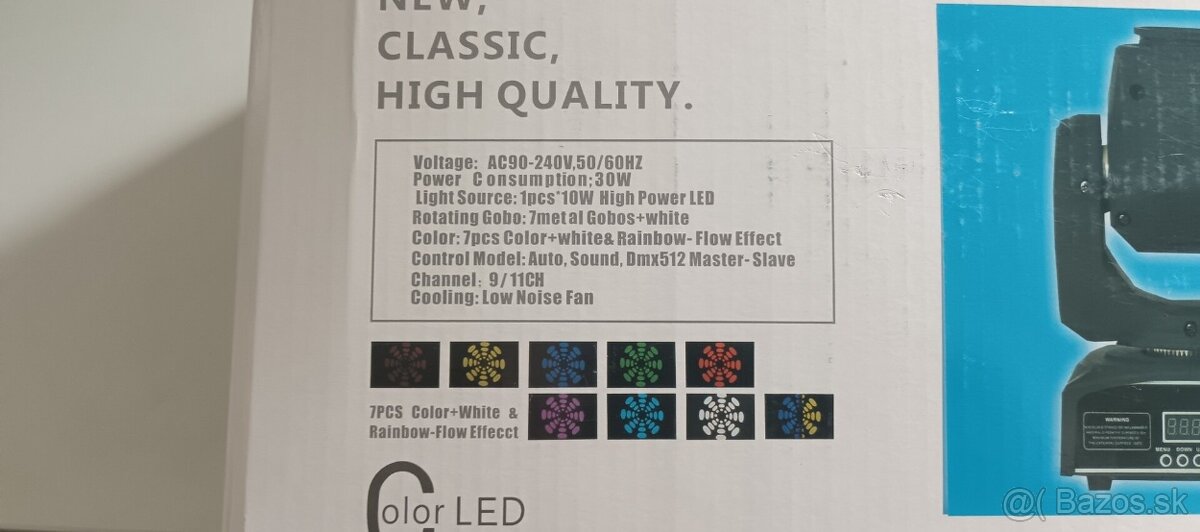 NEW,
CLASSIC,
HIGH QUALITY.
Voltage: AC90-240V,50/60HZ
Power Consumption;30W
Light Source: 1pcs*10W High Power LED
Rotating Gobo: 7metal Gobos+white
Color: 7pcs Color+white& Rainbow- Flow Effect
Control Model: Auto, Sound, Dmx512 Master- Slave
Channel: 9/11CH
Cooling: Low Noise Fan
7PCS Color+White &
Rainbow-Flow Effecct
Color LED
WARNING
MENU DOWN
Bazos.sk